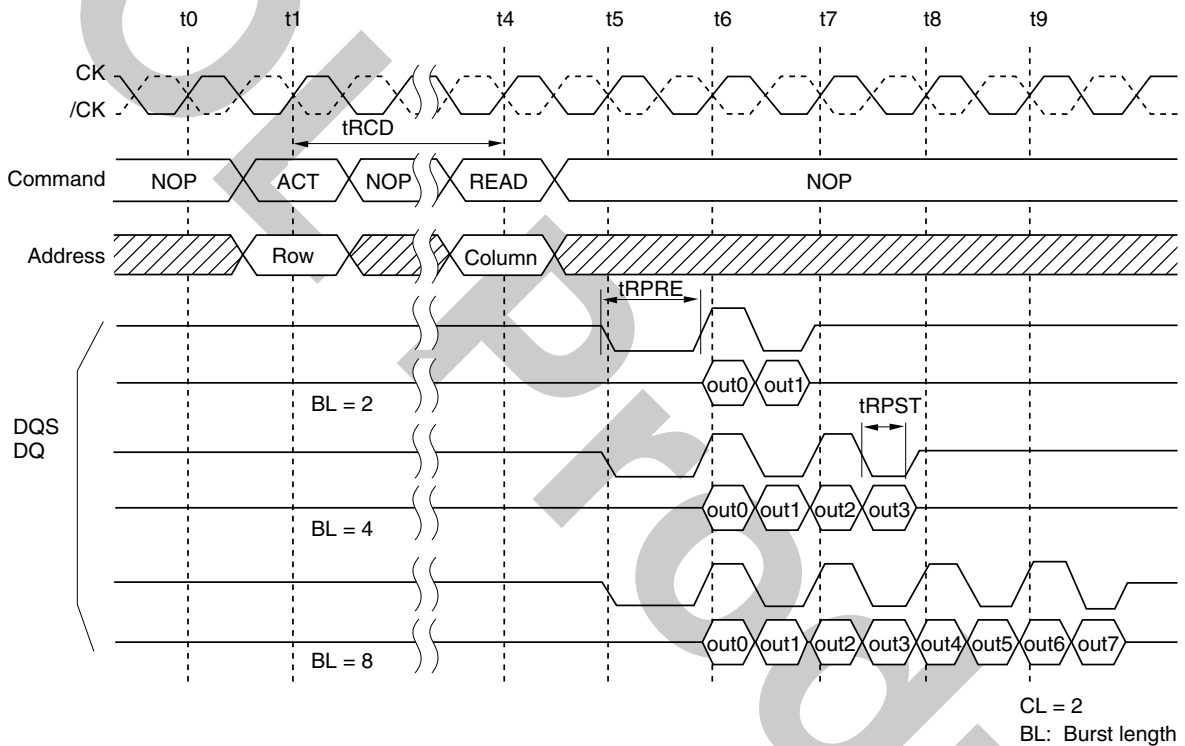 t0 t1 t4 t5 t6 t7 t8 t9
CK
/CK
tRCD
Command NOP ACT NOP READ NOP
Address Row Column
tRPRE
out0 out1
BL = 2
tRPST
DQS
DQ
out0 out1 out2 out3
BL = 4
out0 out1 out2 out3 out4 out5 out6 out7
BL = 8
CL = 2
BL: Burst length